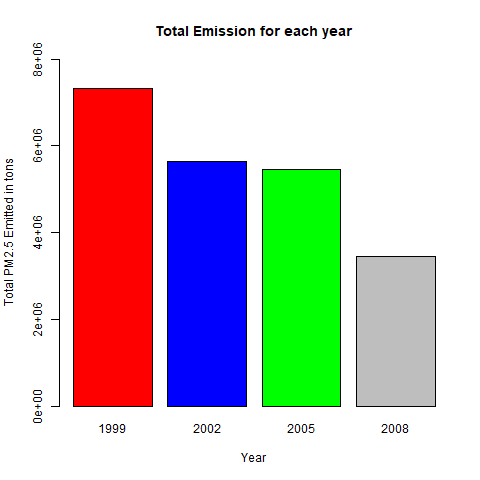 Total Emission for each year
Total PM2.5 Emitted in tons
8e+06
6e+06
4e+06
2e+06
0e+00
1999 2002 2005 2008
Year